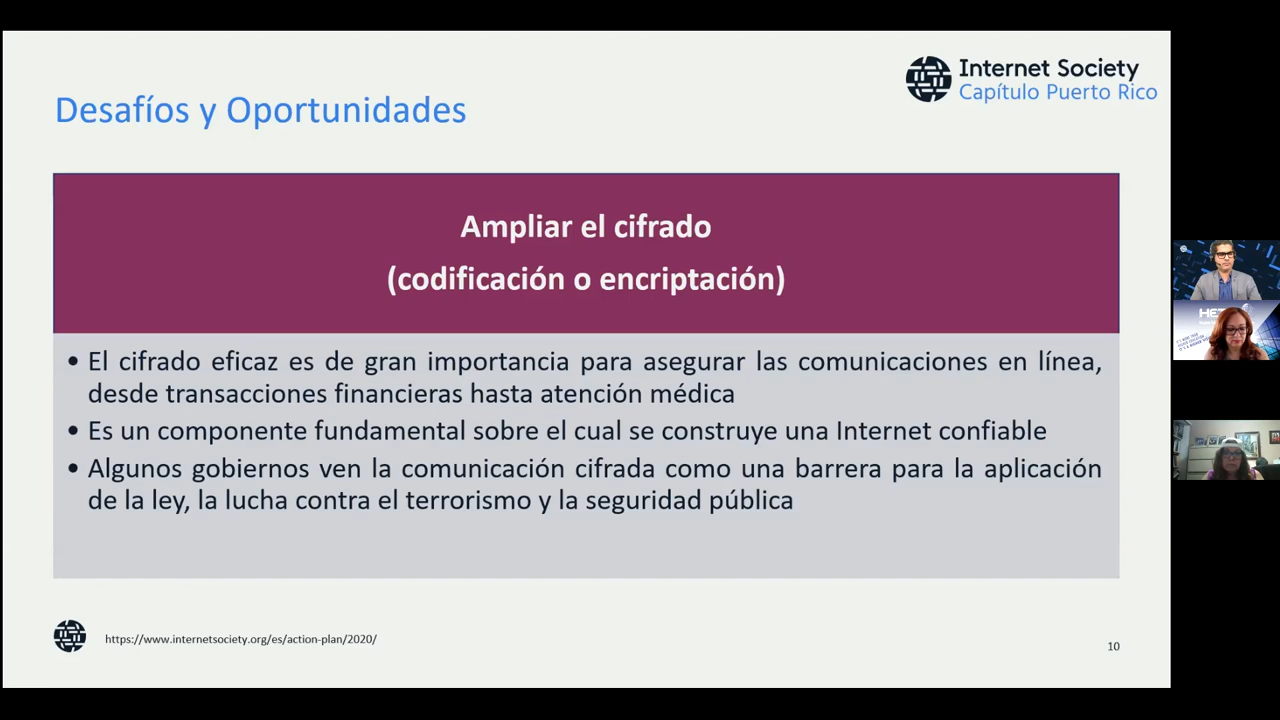 Internet Society
Capítulo Puerto Rico
Desafíos y Oportunidades
Ampliar el cifrado
(codificación o encriptación)
• El cifrado eficaz es de gran importancia para asegurar las comunicaciones en línea,
desde transacciones financieras hasta atención médica
• Es un componente fundamental sobre el cual se construye una Internet confiable
• Algunos gobiernos ven la comunicación cifrada como una barrera para la aplicación
de la ley, la lucha contra el terrorismo y la seguridad pública
https://www.internetsociety.org/es/action-plan/2020/
10